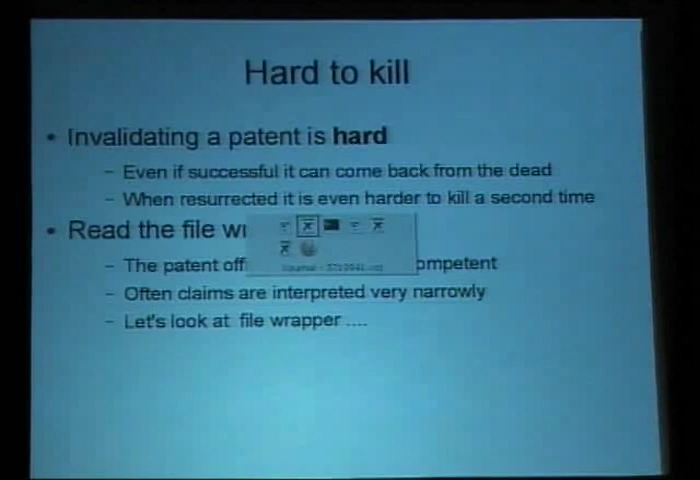 Hard to kill
• Invalidating a patent is hard
– Even if successful it can come back from the dead
– When resurrected it is even harder to kill a second time
• Read the file w
– The patent off ompetent
– Often claims are interpreted very narrowly
– Let's look at file wrapper ....